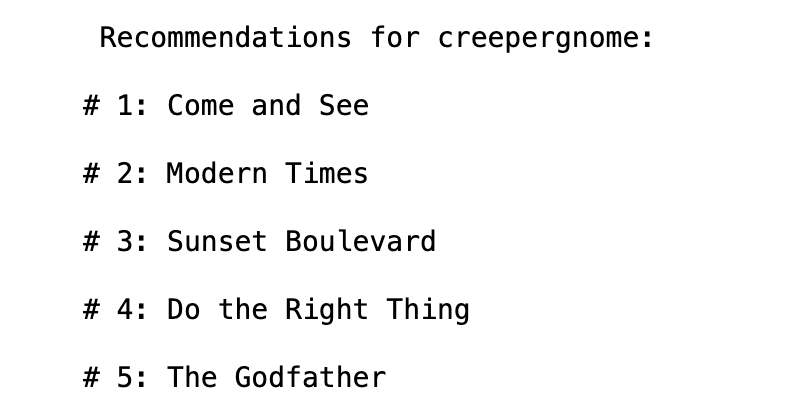 Recommendations for creepergnome:
# 1: Come and See
# 2: Modern Times
# 3: Sunset Boulevard
# 4: Do the Right Thing
# 5: The Godfather